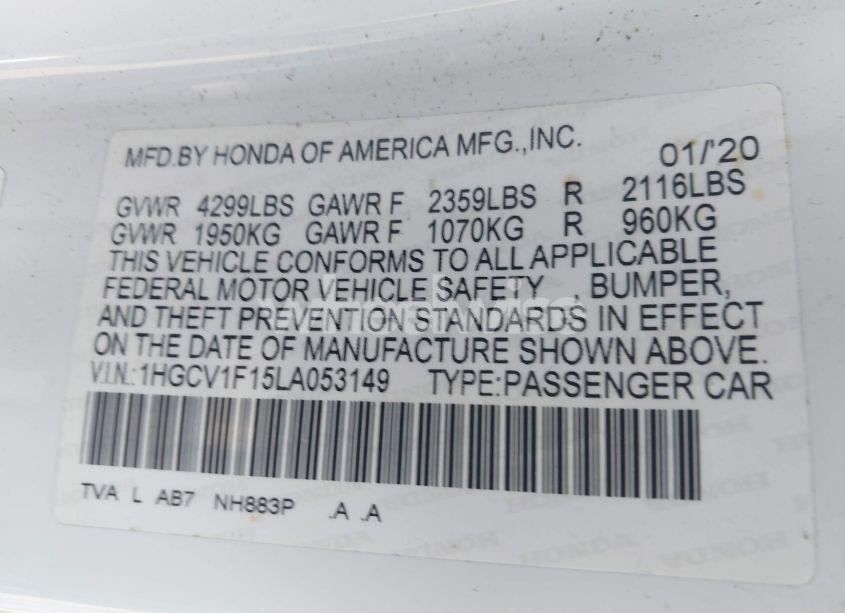 MFD.BY HONDA OF AMERICA MFG.,INC. 01/'20
GVWR 4299LBS GAWR F 2359LBS R 2116LBS
GVWR 1950KG GAWR F 1070KG R 960KG
THIS VEHICLE CONFORMS TO ALL APPLICABLE
FEDERAL MOTOR VEHICLE SAFETY , BUMPER,
AND THEFT PREVENTION STANDARDS IN EFFECT
ON THE DATE OF MANUFACTURE SHOWN ABOVE.
V.I.N.:1HGCV1F15LA053149 TYPE:PASSENGER CAR
TVA L AB7 NH883P .A .A